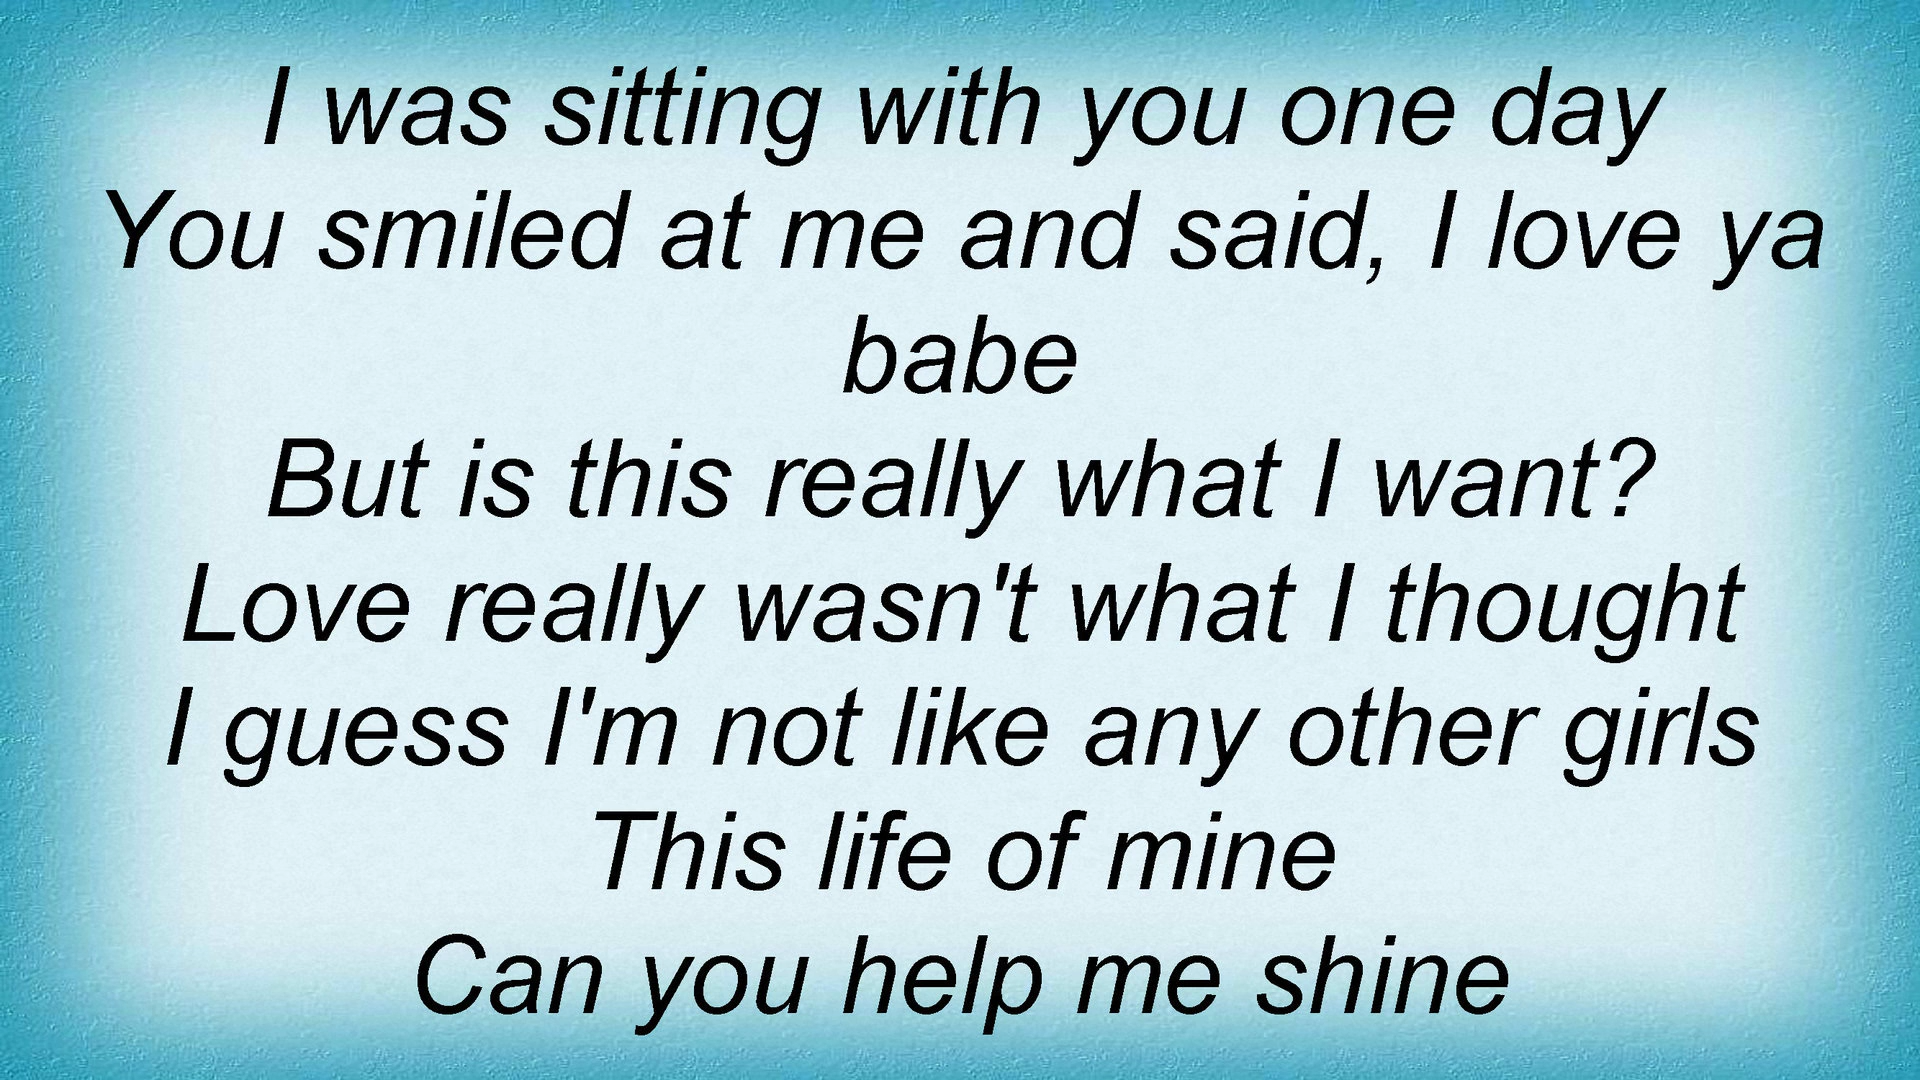 I was sitting with you one day
You smiled at me and said, I love ya
babe
But is this really what I want?
Love really wasn't what I thought
I guess I'm not like any other girls
This life of mine
Can you help me shine